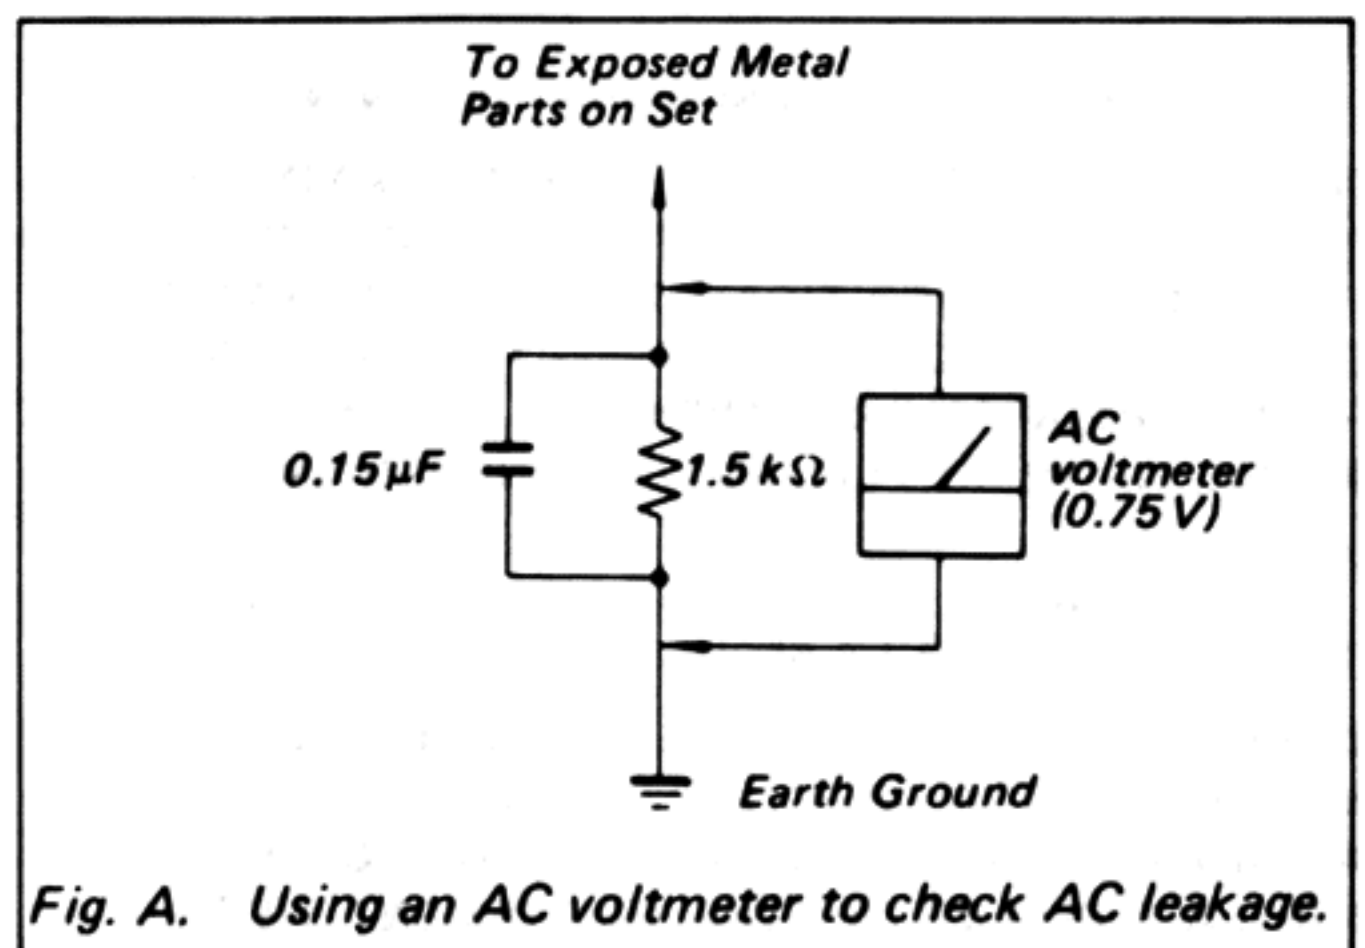 To Exposed Metal
Parts on Set
0.15μF
1.5 kΩ
AC
voltmeter
(0.75 V)
Earth Ground
Fig. A. Using an AC voltmeter to check AC leakage.